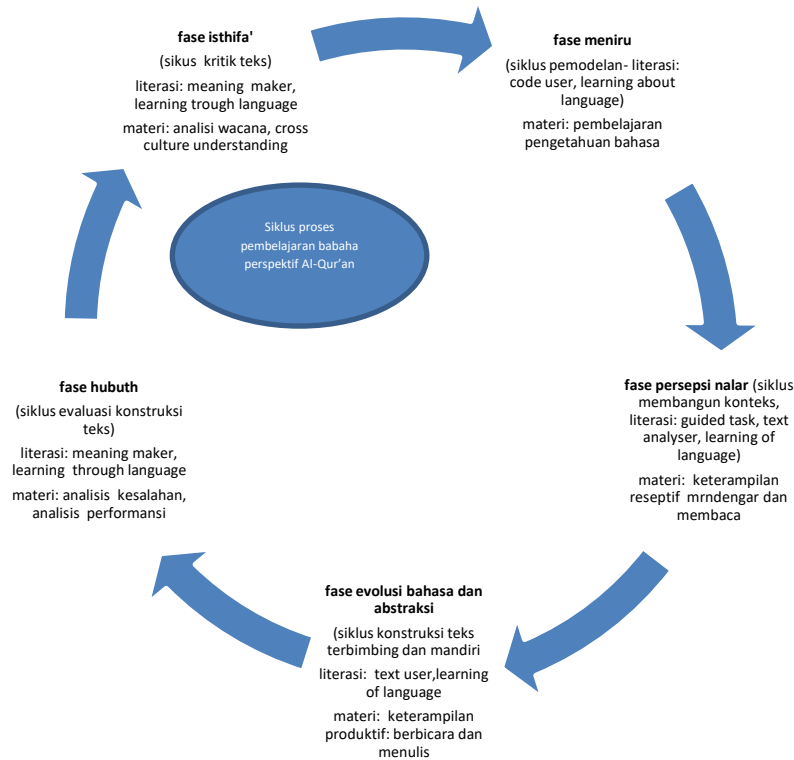 fase isthifa'
(sikus kritik teks)
literasi: meaning maker,
learning trough language
materi: analisi wacana, cross
culture understanding
fase meniru
(siklus pemodelan- literasi:
code user, learning about
language)
materi: pembelajaran
pengetahuan bahasa
Siklus proses
pembelajaran babaha
perspektif Al-Qur'an
fase persepsi nalar (siklus
membangun konteks,
literasi: guided task, text
analyser, learning of
language)
materi: keterampilan
reseptif mrndengar dan
membaca
fase hubuth
(siklus evaluasi konstruksi
teks)
literasi: meaning maker,
learning through language
materi: analisis kesalahan,
analisis performansi
fase evolusi bahasa dan
abstraksi
(siklus konstruksi teks
terbimbing dan mandiri
literasi: text user,learning
of language
materi: keterampilan
produktif: berbicara dan
menulis